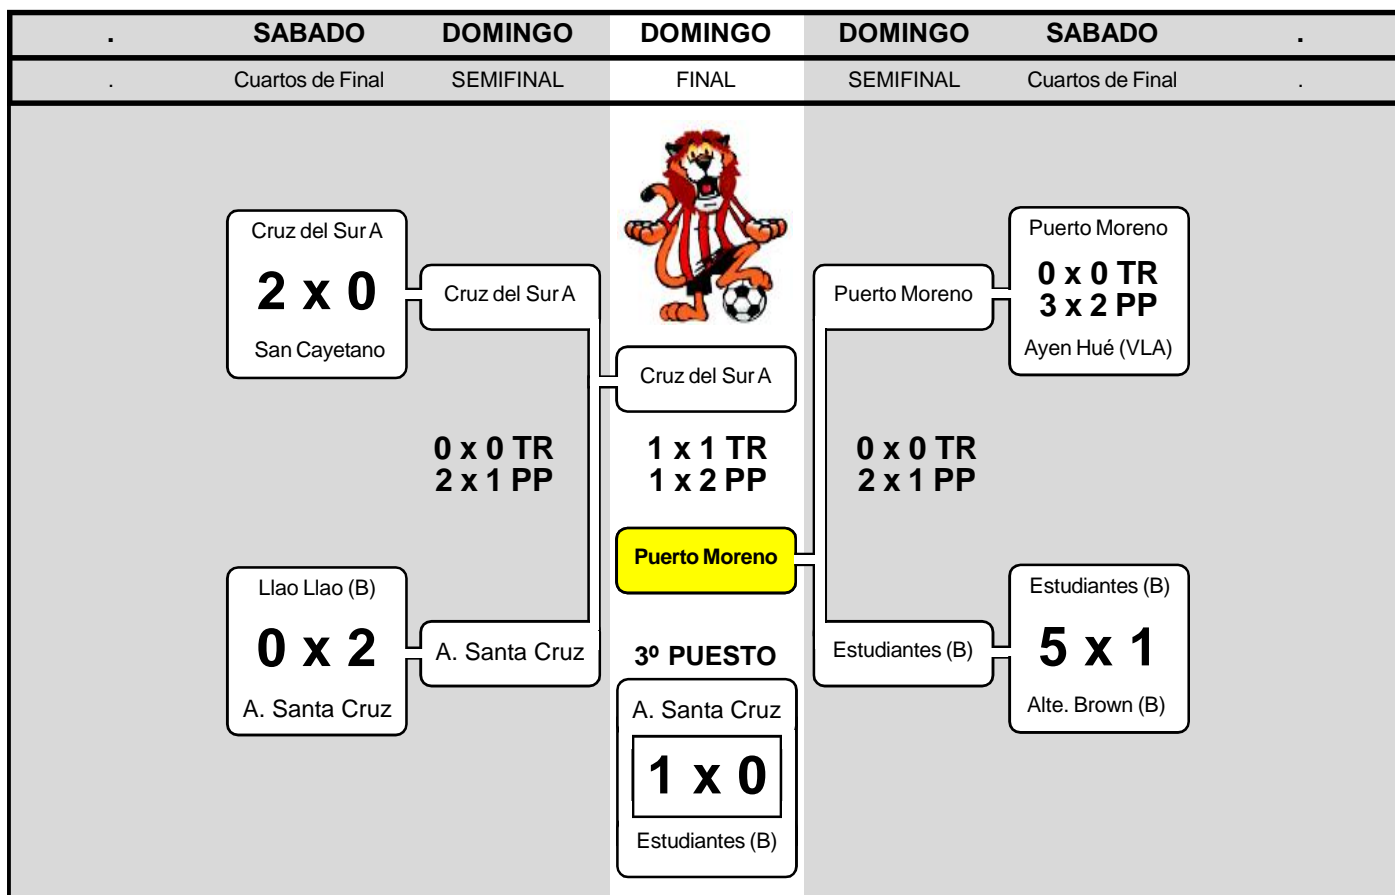 . SABADO DOMINGO DOMINGO DOMINGO SABADO .
. Cuartos de Final SEMIFINAL FINAL SEMIFINAL Cuartos de Final .
Cruz del Sur A
2 x 0
San Cayetano
Cruz del Sur A
0 x 0 TR
2 x 1 PP
Llao Llao (B)
0 x 2
A. Santa Cruz
A. Santa Cruz
Cruz del Sur A
1 x 1 TR
1 x 2 PP
Puerto Moreno
3º PUESTO
A. Santa Cruz
1 x 0
Estudiantes (B)
Puerto Moreno
0 x 0 TR
2 x 1 PP
Estudiantes (B)
Puerto Moreno
0 x 0 TR
3 x 2 PP
Ayen Hué (VLA)
Estudiantes (B)
5 x 1
Alte. Brown (B)